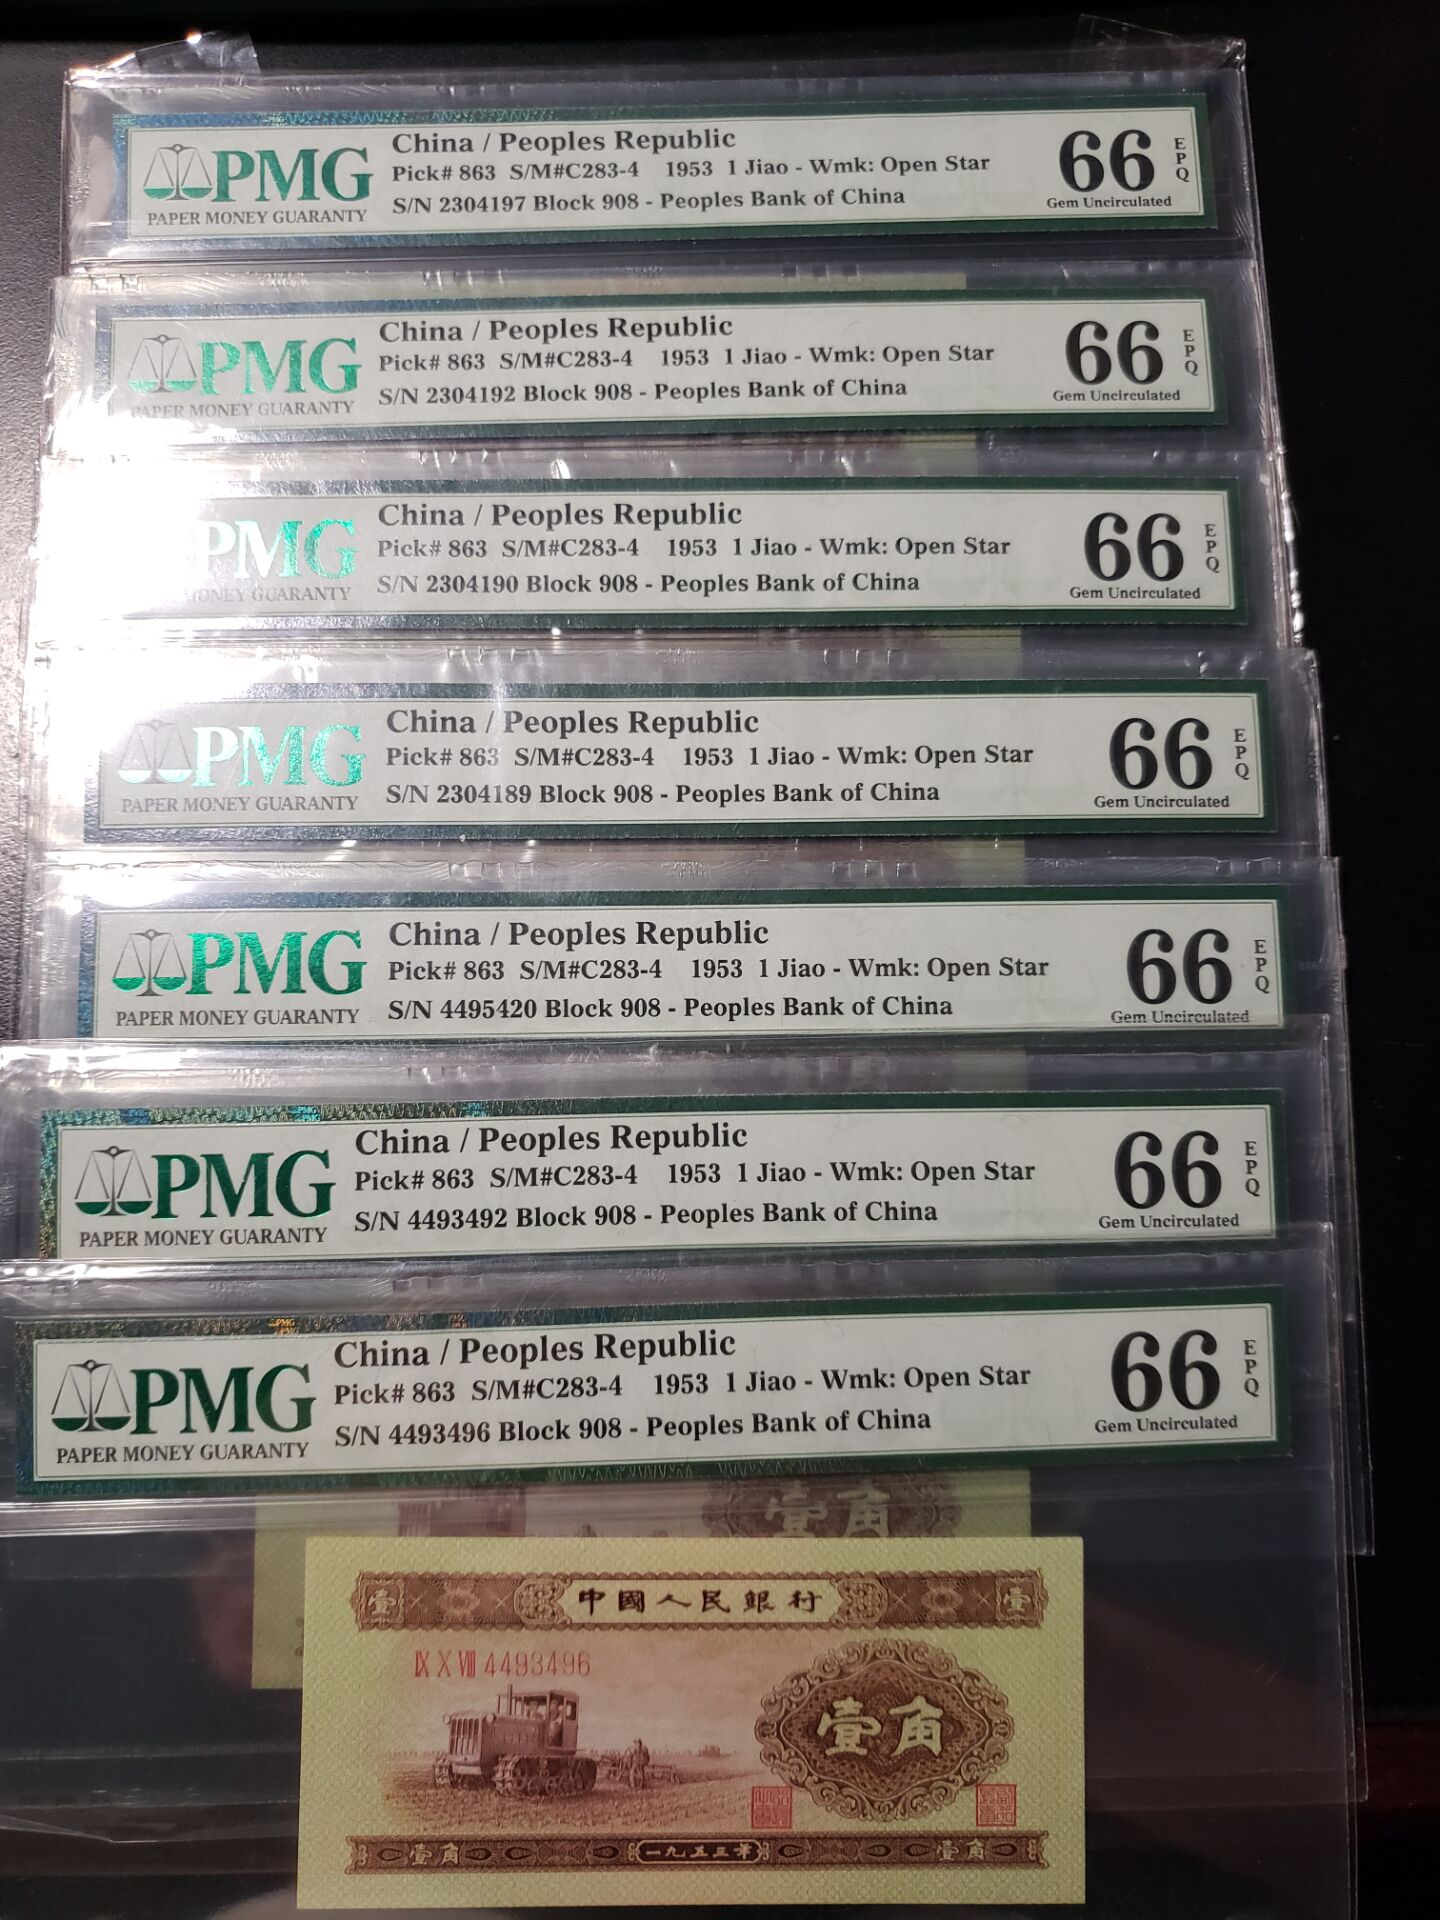 PMG
PAPER MONEY GUARANTY
China / Peoples Republic
Pick# 863 S/M#C283-4 1953 1 Jiao - Wmk: Open Star
S/N 2304197 Block 908 - Peoples Bank of China
66
EPQ
Gem Uncirculated
PMG
PAPER MONEY GUARANTY
China / Peoples Republic
Pick# 863 S/M#C283-4 1953 1 Jiao - Wmk: Open Star
S/N 2304192 Block 908 - Peoples Bank of China
66
EPQ
Gem Uncirculated
PMG
MONEY GUARANTY
China / Peoples Republic
Pick# 863 S/M#C283-4 1953 1 Jiao - Wmk: Open Star
S/N 2304190 Block 908 - Peoples Bank of China
66
EPQ
Gem Uncirculated
PMG
PAPER MONEY GUARANTY
China / Peoples Republic
Pick# 863 S/M#C283-4 1953 1 Jiao - Wmk: Open Star
S/N 2304189 Block 908 - Peoples Bank of China
66
EPQ
Gem Uncirculated
PMG
PAPER MONEY GUARANTY
China / Peoples Republic
Pick# 863 S/M#C283-4 1953 1 Jiao - Wmk: Open Star
S/N 4495420 Block 908 - Peoples Bank of China
66
EPQ
Gem Uncirculated
PMG
PAPER MONEY GUARANTY
China / Peoples Republic
Pick# 863 S/M#C283-4 1953 1 Jiao - Wmk: Open Star
S/N 4493492 Block 908 - Peoples Bank of China
66
EPQ
Gem Uncirculated
PMG
PAPER MONEY GUARANTY
China / Peoples Republic
Pick# 863 S/M#C283-4 1953 1 Jiao - Wmk: Open Star
S/N 4493496 Block 908 - Peoples Bank of China
66
EPQ
Gem Uncirculated
壹角
壹 中國人民銀行 壹
IX X VIII 4493496
壹角
壹角 一九五三年 壹角